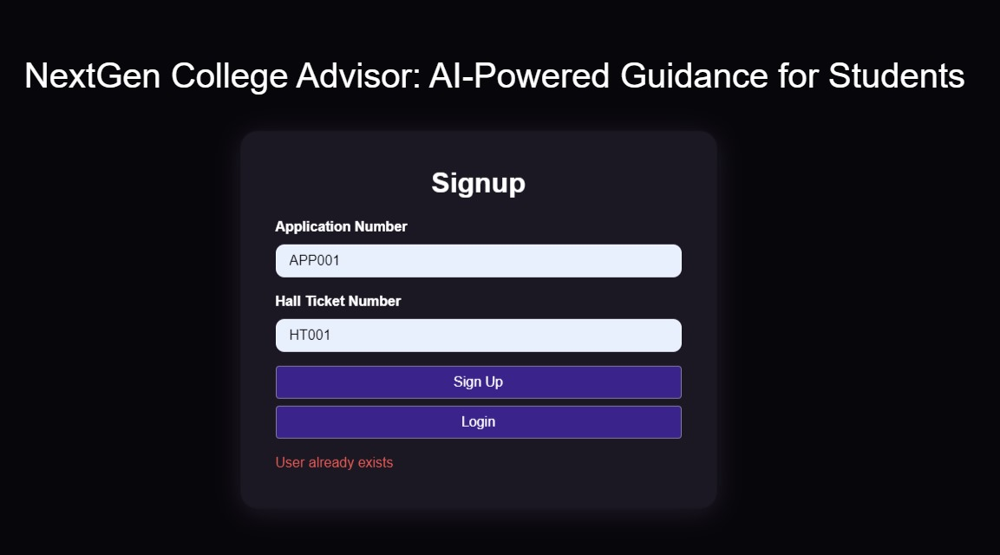 NextGen College Advisor: AI-Powered Guidance for Students
Signup
Application Number
APP001
Hall Ticket Number
HT001
Sign Up
Login
User already exists